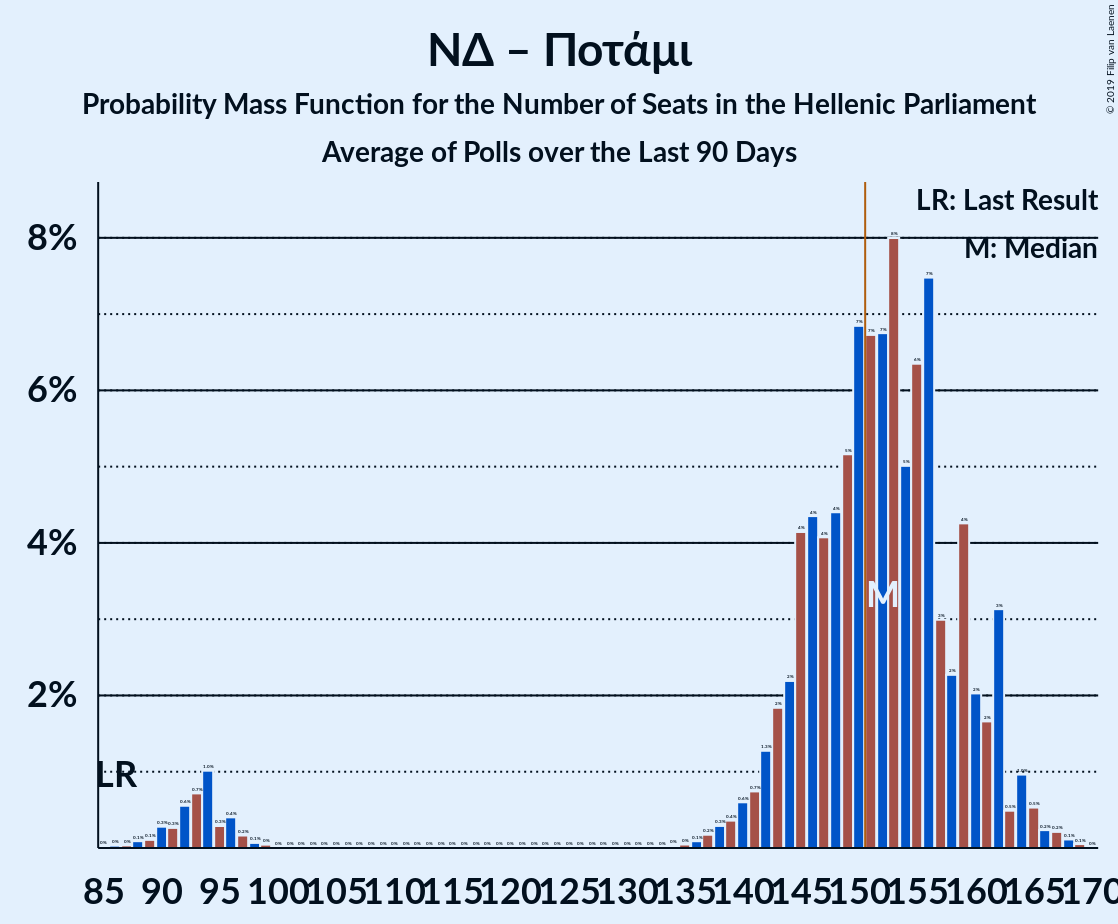 ΝΔ – Ποτάμι
Probability Mass Function for the Number of Seats in the Hellenic Parliament
Average of Polls over the Last 90 Days
© 2019 Filip van Laenen
LR: Last Result
M: Median
8%
6%
4%
2%
LR
M
85 90 95 100 105 110 115 120 125 130 135 140 145 150 155 160 165 170